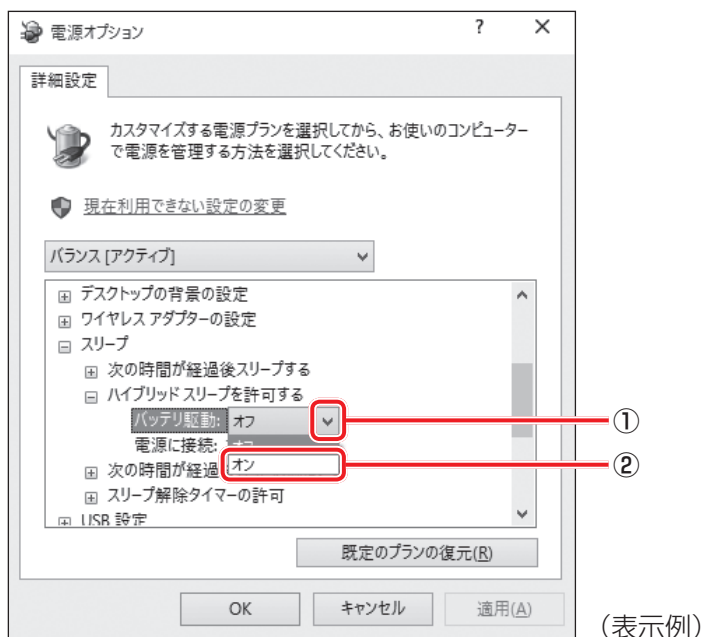 電源オプション ? ×
詳細設定
カスタマイズする電源プランを選択してから、お使いのコンピューター
で電源を管理する方法を選択してください。
現在利用できない設定の変更
バランス [アクティブ]
デスクトップの背景の設定
ワイヤレス アダプターの設定
スリープ
次の時間が経過後スリープする
ハイブリッド スリープを許可する
バッテリ駆動: オフ ①
電源に接続: オフ
次の時間が経過 オン ②
スリープ解除タイマーの許可
USB 設定
既定のプランの復元(R)
OK キャンセル 適用(A)
(表示例)